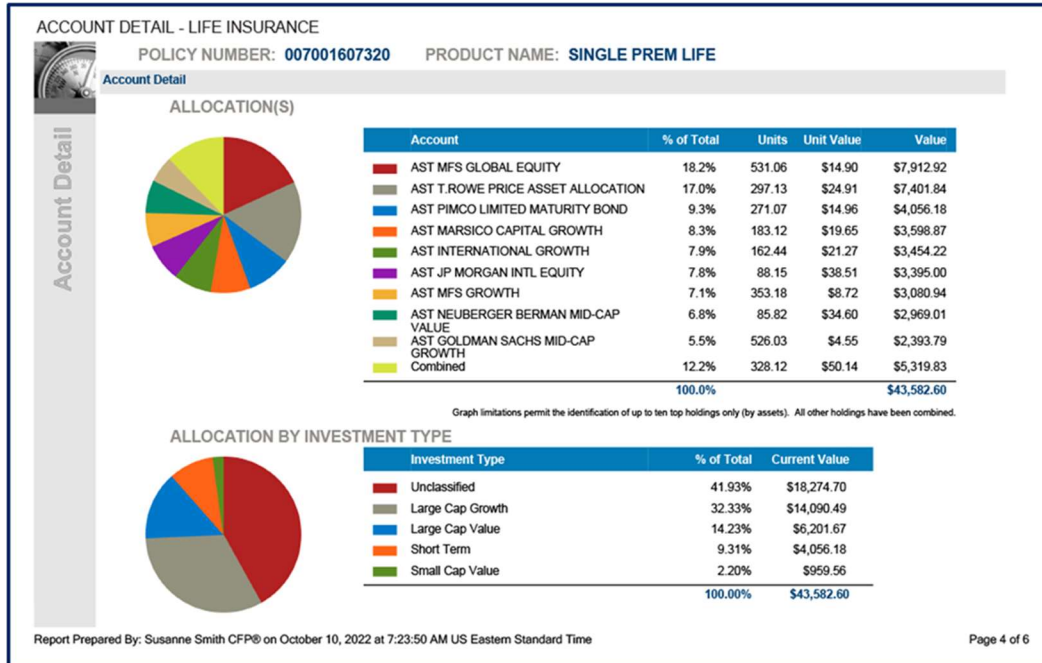 ACCOUNT DETAIL - LIFE INSURANCE
POLICY NUMBER: 007001607320 PRODUCT NAME: SINGLE PREM LIFE
Account Detail
Account Detail
ALLOCATION(S)
Account % of Total Units Unit Value Value
AST MFS GLOBAL EQUITY 18.2% 531.06 $14.90 $7,912.92
AST T.ROWE PRICE ASSET ALLOCATION 17.0% 297.13 $24.91 $7,401.84
AST PIMCO LIMITED MATURITY BOND 9.3% 271.07 $14.96 $4,056.18
AST MARSICO CAPITAL GROWTH 8.3% 183.12 $19.65 $3,598.87
AST INTERNATIONAL GROWTH 7.9% 162.44 $21.27 $3,454.22
AST JP MORGAN INTL EQUITY 7.8% 88.15 $38.51 $3,395.00
AST MFS GROWTH 7.1% 353.18 $8.72 $3,080.94
AST NEUBERGER BERMAN MID-CAP 6.8% 85.82 $34.60 $2,969.01
VALUE
AST GOLDMAN SACHS MID-CAP 5.5% 526.03 $4.55 $2,393.79
GROWTH
Combined 12.2% 328.12 $50.14 $5,319.83
100.0% $43,582.60
Graph limitations permit the identification of up to ten top holdings only (by assets). All other holdings have been combined.
ALLOCATION BY INVESTMENT TYPE
Investment Type % of Total Current Value
Unclassified 41.93% $18,274.70
Large Cap Growth 32.33% $14,090.49
Large Cap Value 14.23% $6,201.67
Short Term 9.31% $4,056.18
Small Cap Value 2.20% $959.56
100.00% $43,582.60
Report Prepared By: Susanne Smith CFP® on October 10, 2022 at 7:23:50 AM US Eastern Standard Time Page 4 of 6